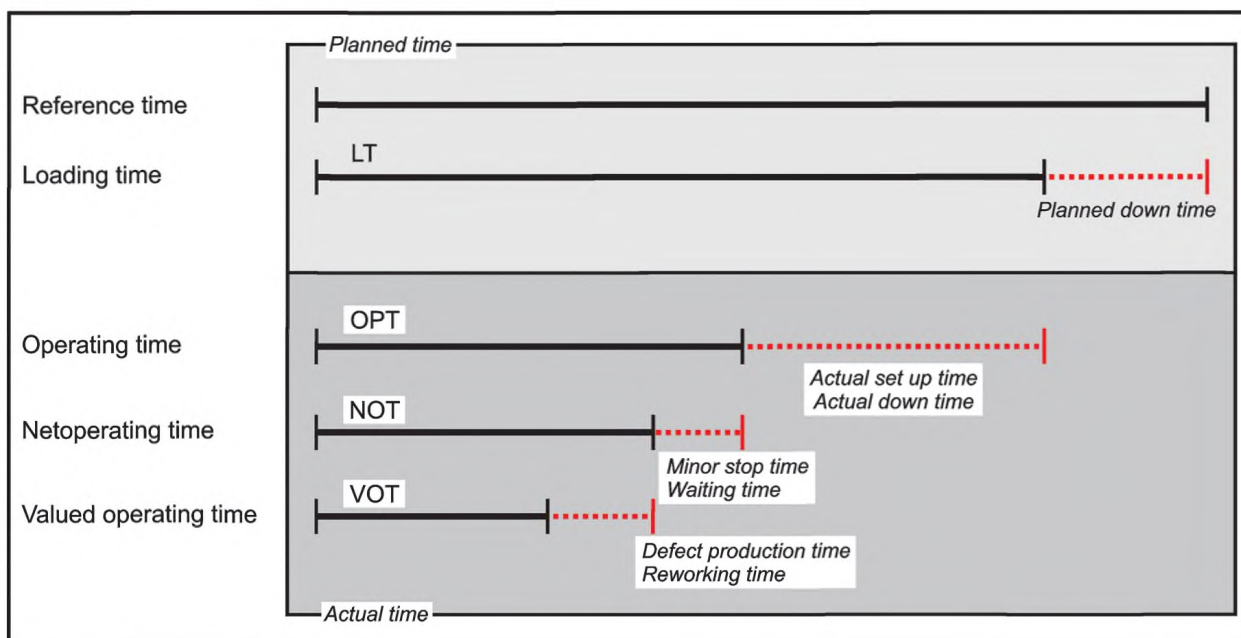 Planned time
Reference time
LT
Loading time
Planned down time
OPT
Operating time
Actual set up time
Actual down time
NOT
Netoperating time
Minor stop time
Waiting time
VOT
Valued operating time
Defect production time
Reworking time
Actual time